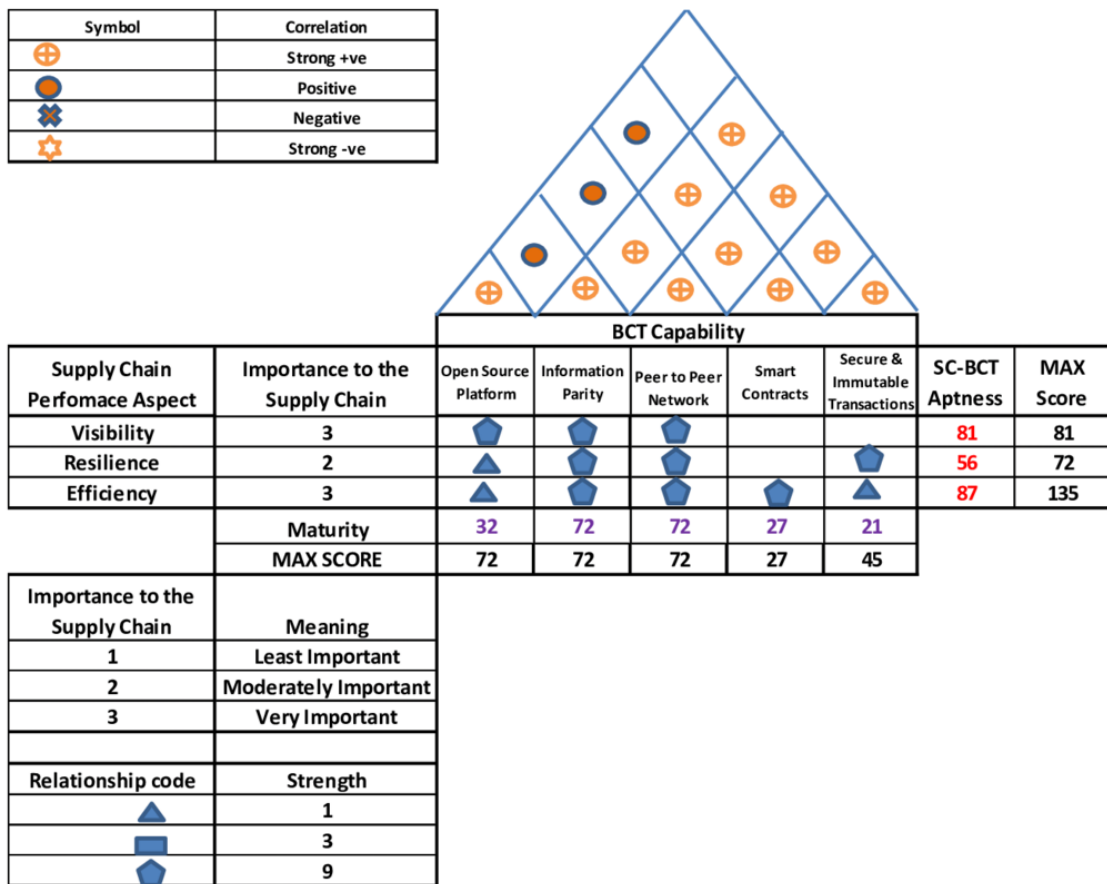 Symbol Correlation
Strong +ve
Positive
Negative
Strong -ve
BCT Capability
Supply Chain
Perfomace Aspect
Importance to the
Supply Chain
Open Source
Platform
Information
Parity
Peer to Peer
Network
Smart
Contracts
Secure &
Immutable
Transactions
SC-BCT
Aptness
MAX
Score
Visibility 3 81 81
Resilience 2 56 72
Efficiency 3 87 135
Maturity 32 72 72 27 21
MAX SCORE 72 72 72 27 45
Importance to the
Supply Chain
Meaning
1 Least Important
2 Moderately Important
3 Very Important
Relationship code Strength
1
3
9